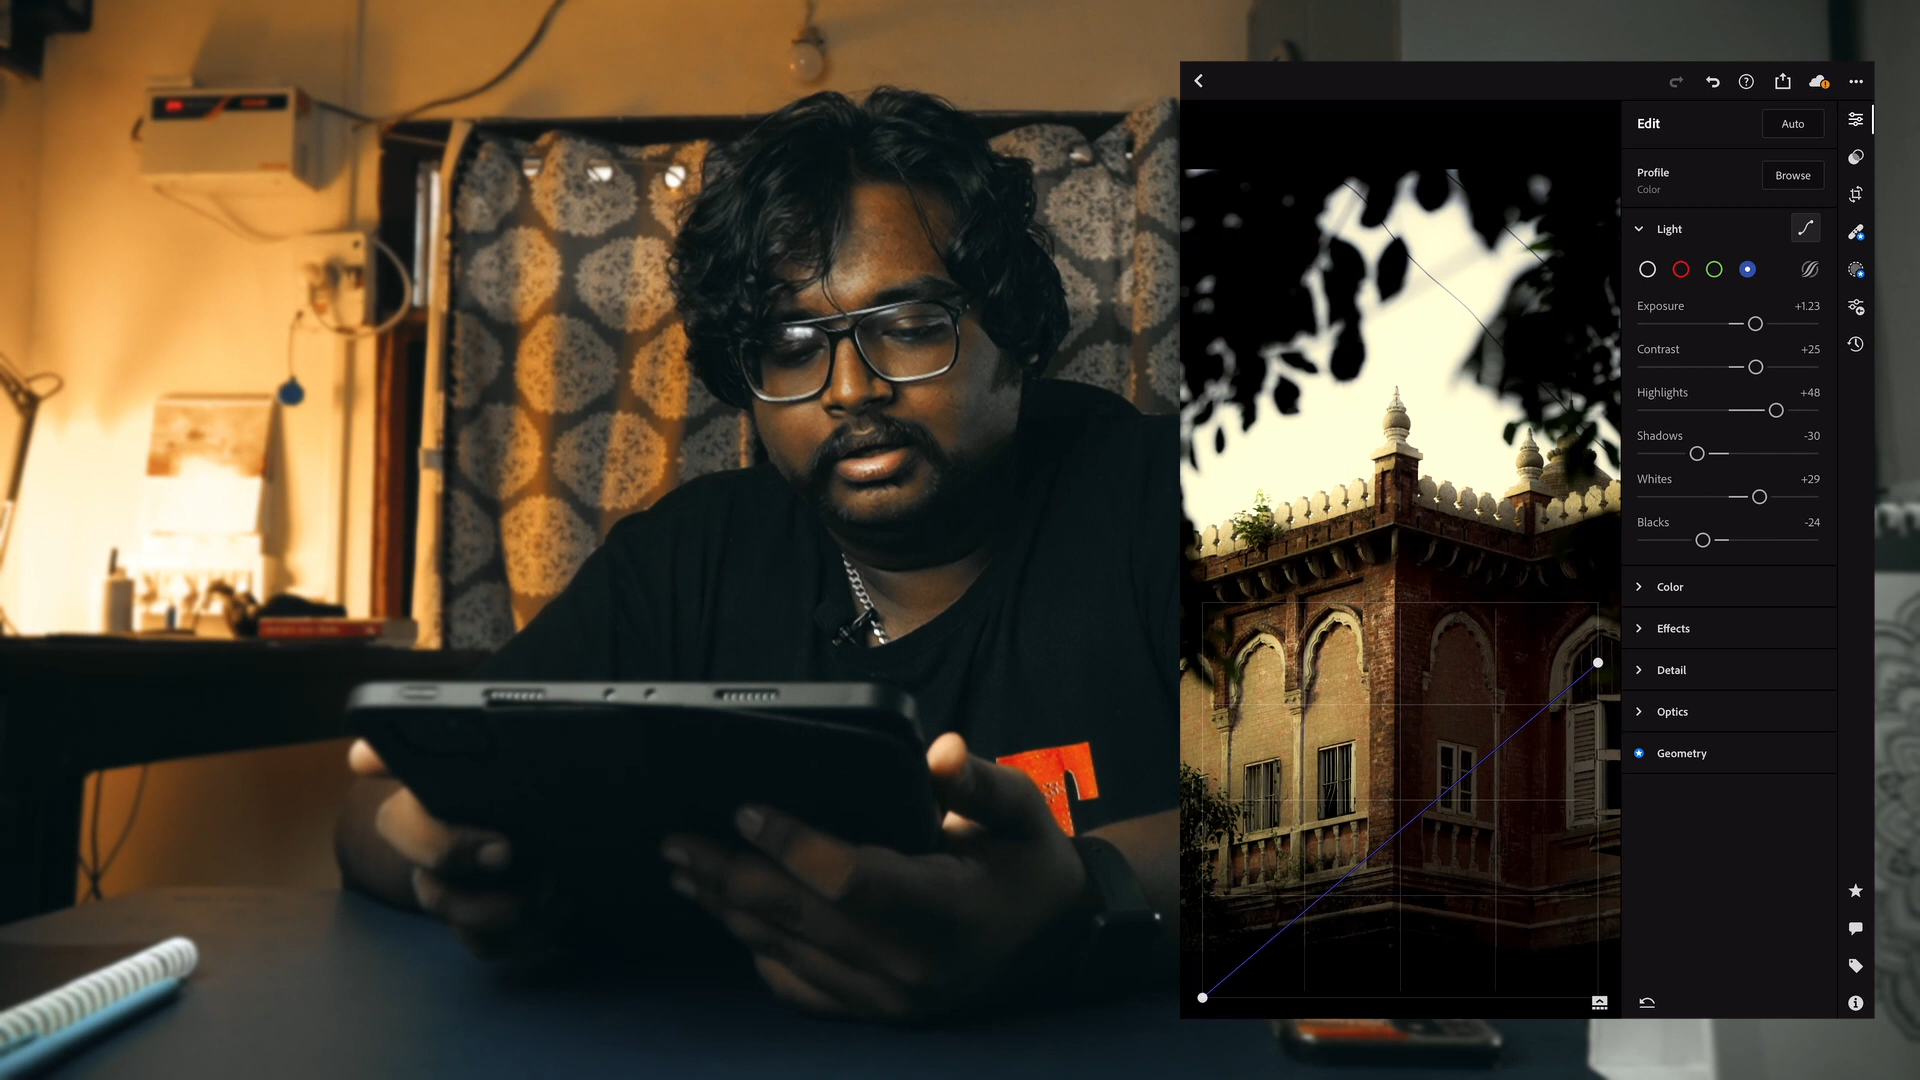 Edit
Auto
Profile
Color
Browse
Light
Exposure +1.23
Contrast +25
Highlights +48
Shadows -30
Whites +29
Blacks -24
Color
Effects
Detail
Optics
Geometry